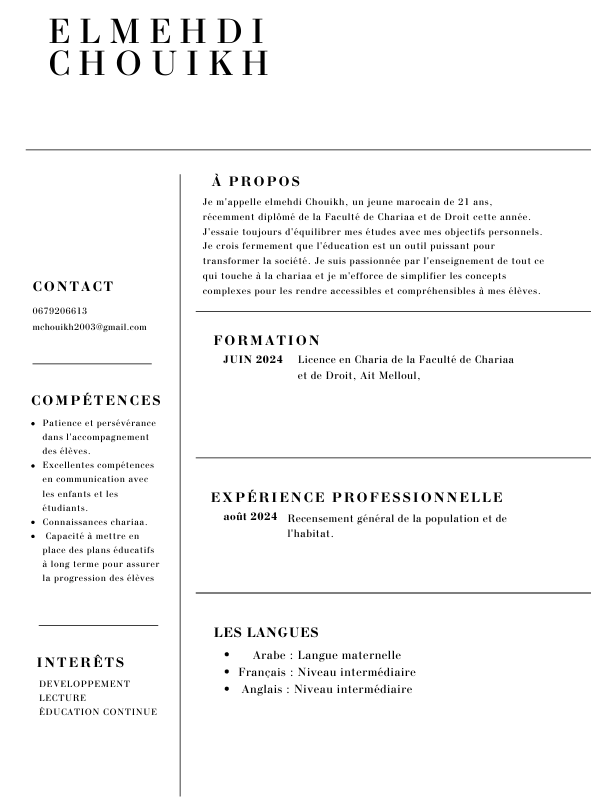 ELMEHDI
CHOUIKH
CONTACT
0679206613
mchouikh2003@gmail.com
COMPÉTENCES
• Patience et persévérance
dans l'accompagnement
des élèves.
• Excellentes compétences
en communication avec
les enfants et les
étudiants.
• Connaissances chariaa.
• Capacité à mettre en
place des plans éducatifs
à long terme pour assurer
la progression des élèves
INTERÊTS
DEVELOPPEMENT
LECTURE
ÉDUCATION CONTINUE
À PROPOS
Je m'appelle elmehdi Chouikh, un jeune marocain de 21 ans,
récemment diplômé de la Faculté de Chariaa et de Droit cette année.
J'essaie toujours d'équilibrer mes études avec mes objectifs personnels.
Je crois fermement que l'éducation est un outil puissant pour
transformer la société. Je suis passionnée par l'enseignement de tout ce
qui touche à la chariaa et je m'efforce de simplifier les concepts
complexes pour les rendre accessibles et compréhensibles à mes élèves.
FORMATION
JUIN 2024 Licence en Charia de la Faculté de Chariaa
et de Droit, Ait Melloul,
EXPÉRIENCE PROFESSIONNELLE
août 2024 Recensement général de la population et de
l'habitat.
LES LANGUES
• Arabe : Langue maternelle
• Français : Niveau intermédiaire
• Anglais : Niveau intermédiaire